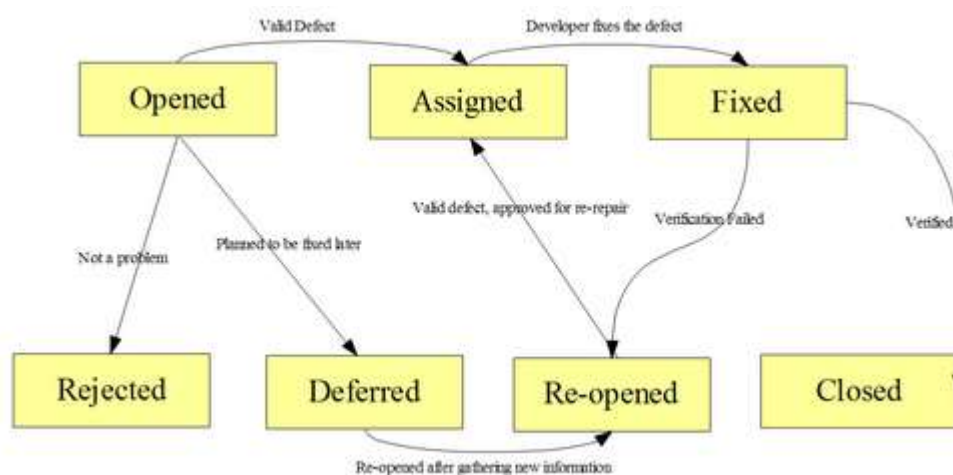 Valid Defect
Developer fixes the defect
Opened
Assigned
Fixed
Valid defect, approved for re-repair
Verification Failed
Verified
Planned to be fixed later
Not a problem
Rejected
Deferred
Re-opened
Closed
Re-opened after gathering new information